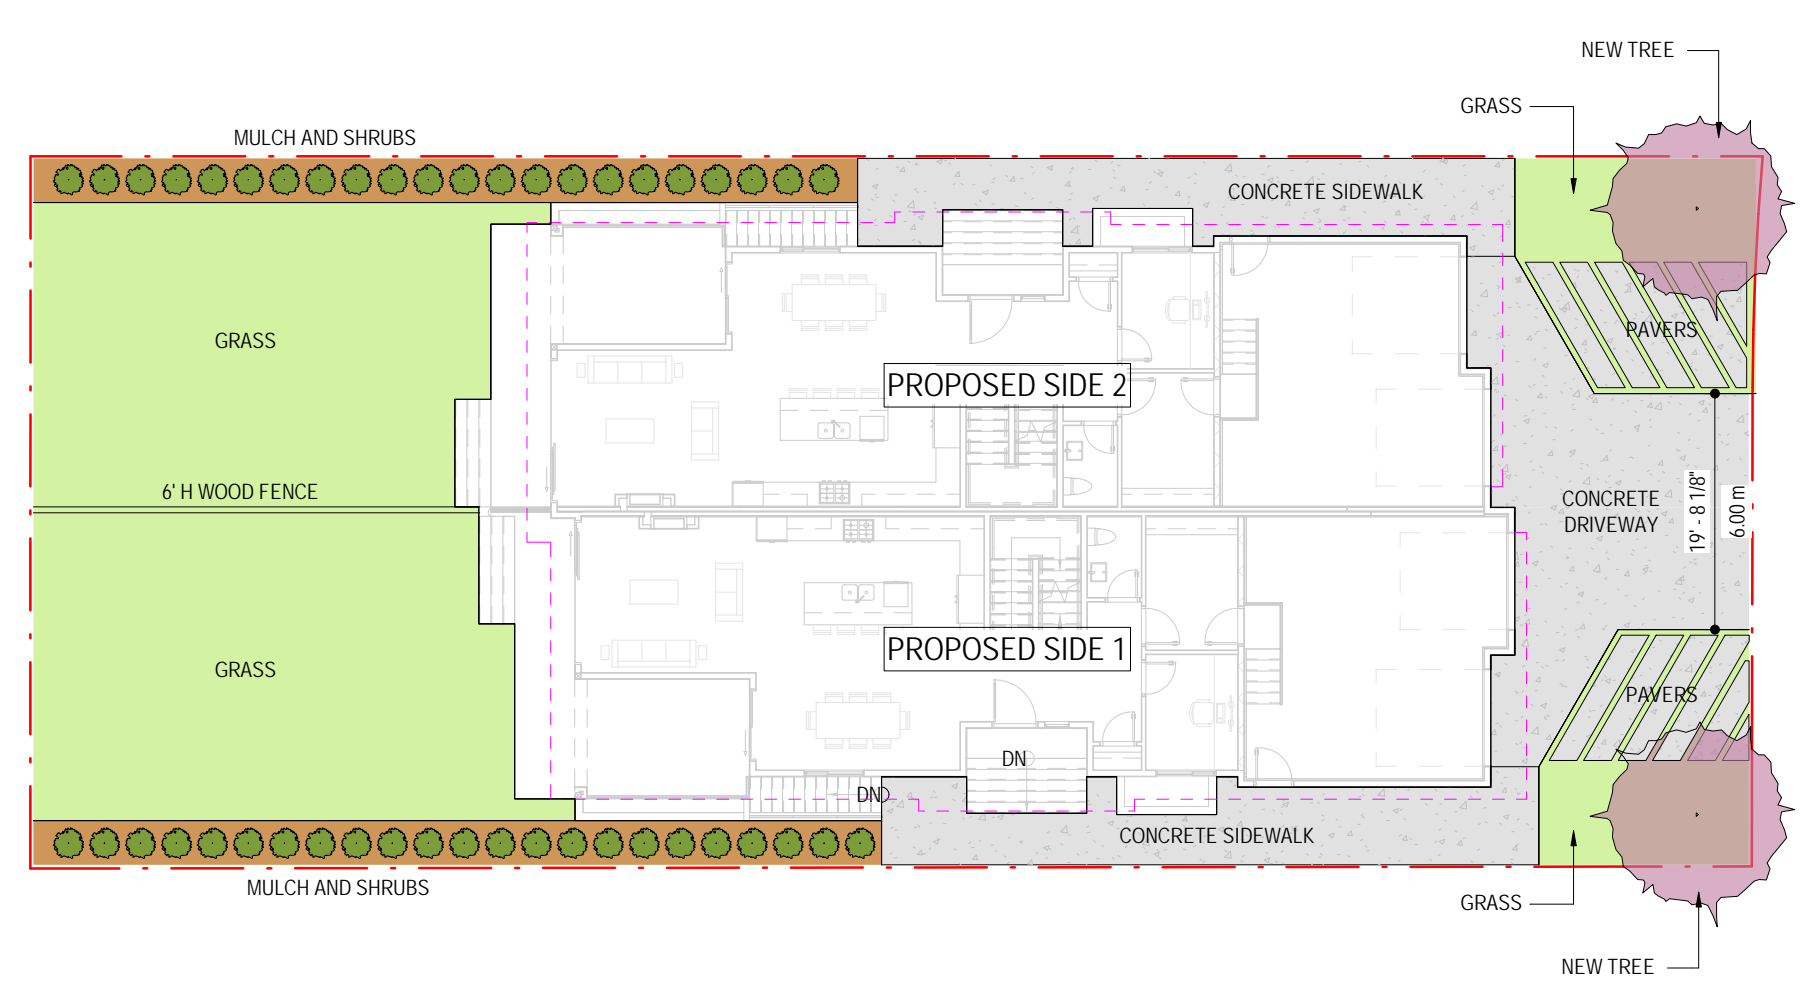 NEW TREE
GRASS
MULCH AND SHRUBS
CONCRETE SIDEWALK
GRASS
PAVERS
PROPOSED SIDE 2
6' H WOOD FENCE
CONCRETE
DRIVEWAY
19' - 8 1/8"
6.00 m
GRASS
PROPOSED SIDE 1
PAVERS
DN
DN
CONCRETE SIDEWALK
MULCH AND SHRUBS
GRASS
NEW TREE